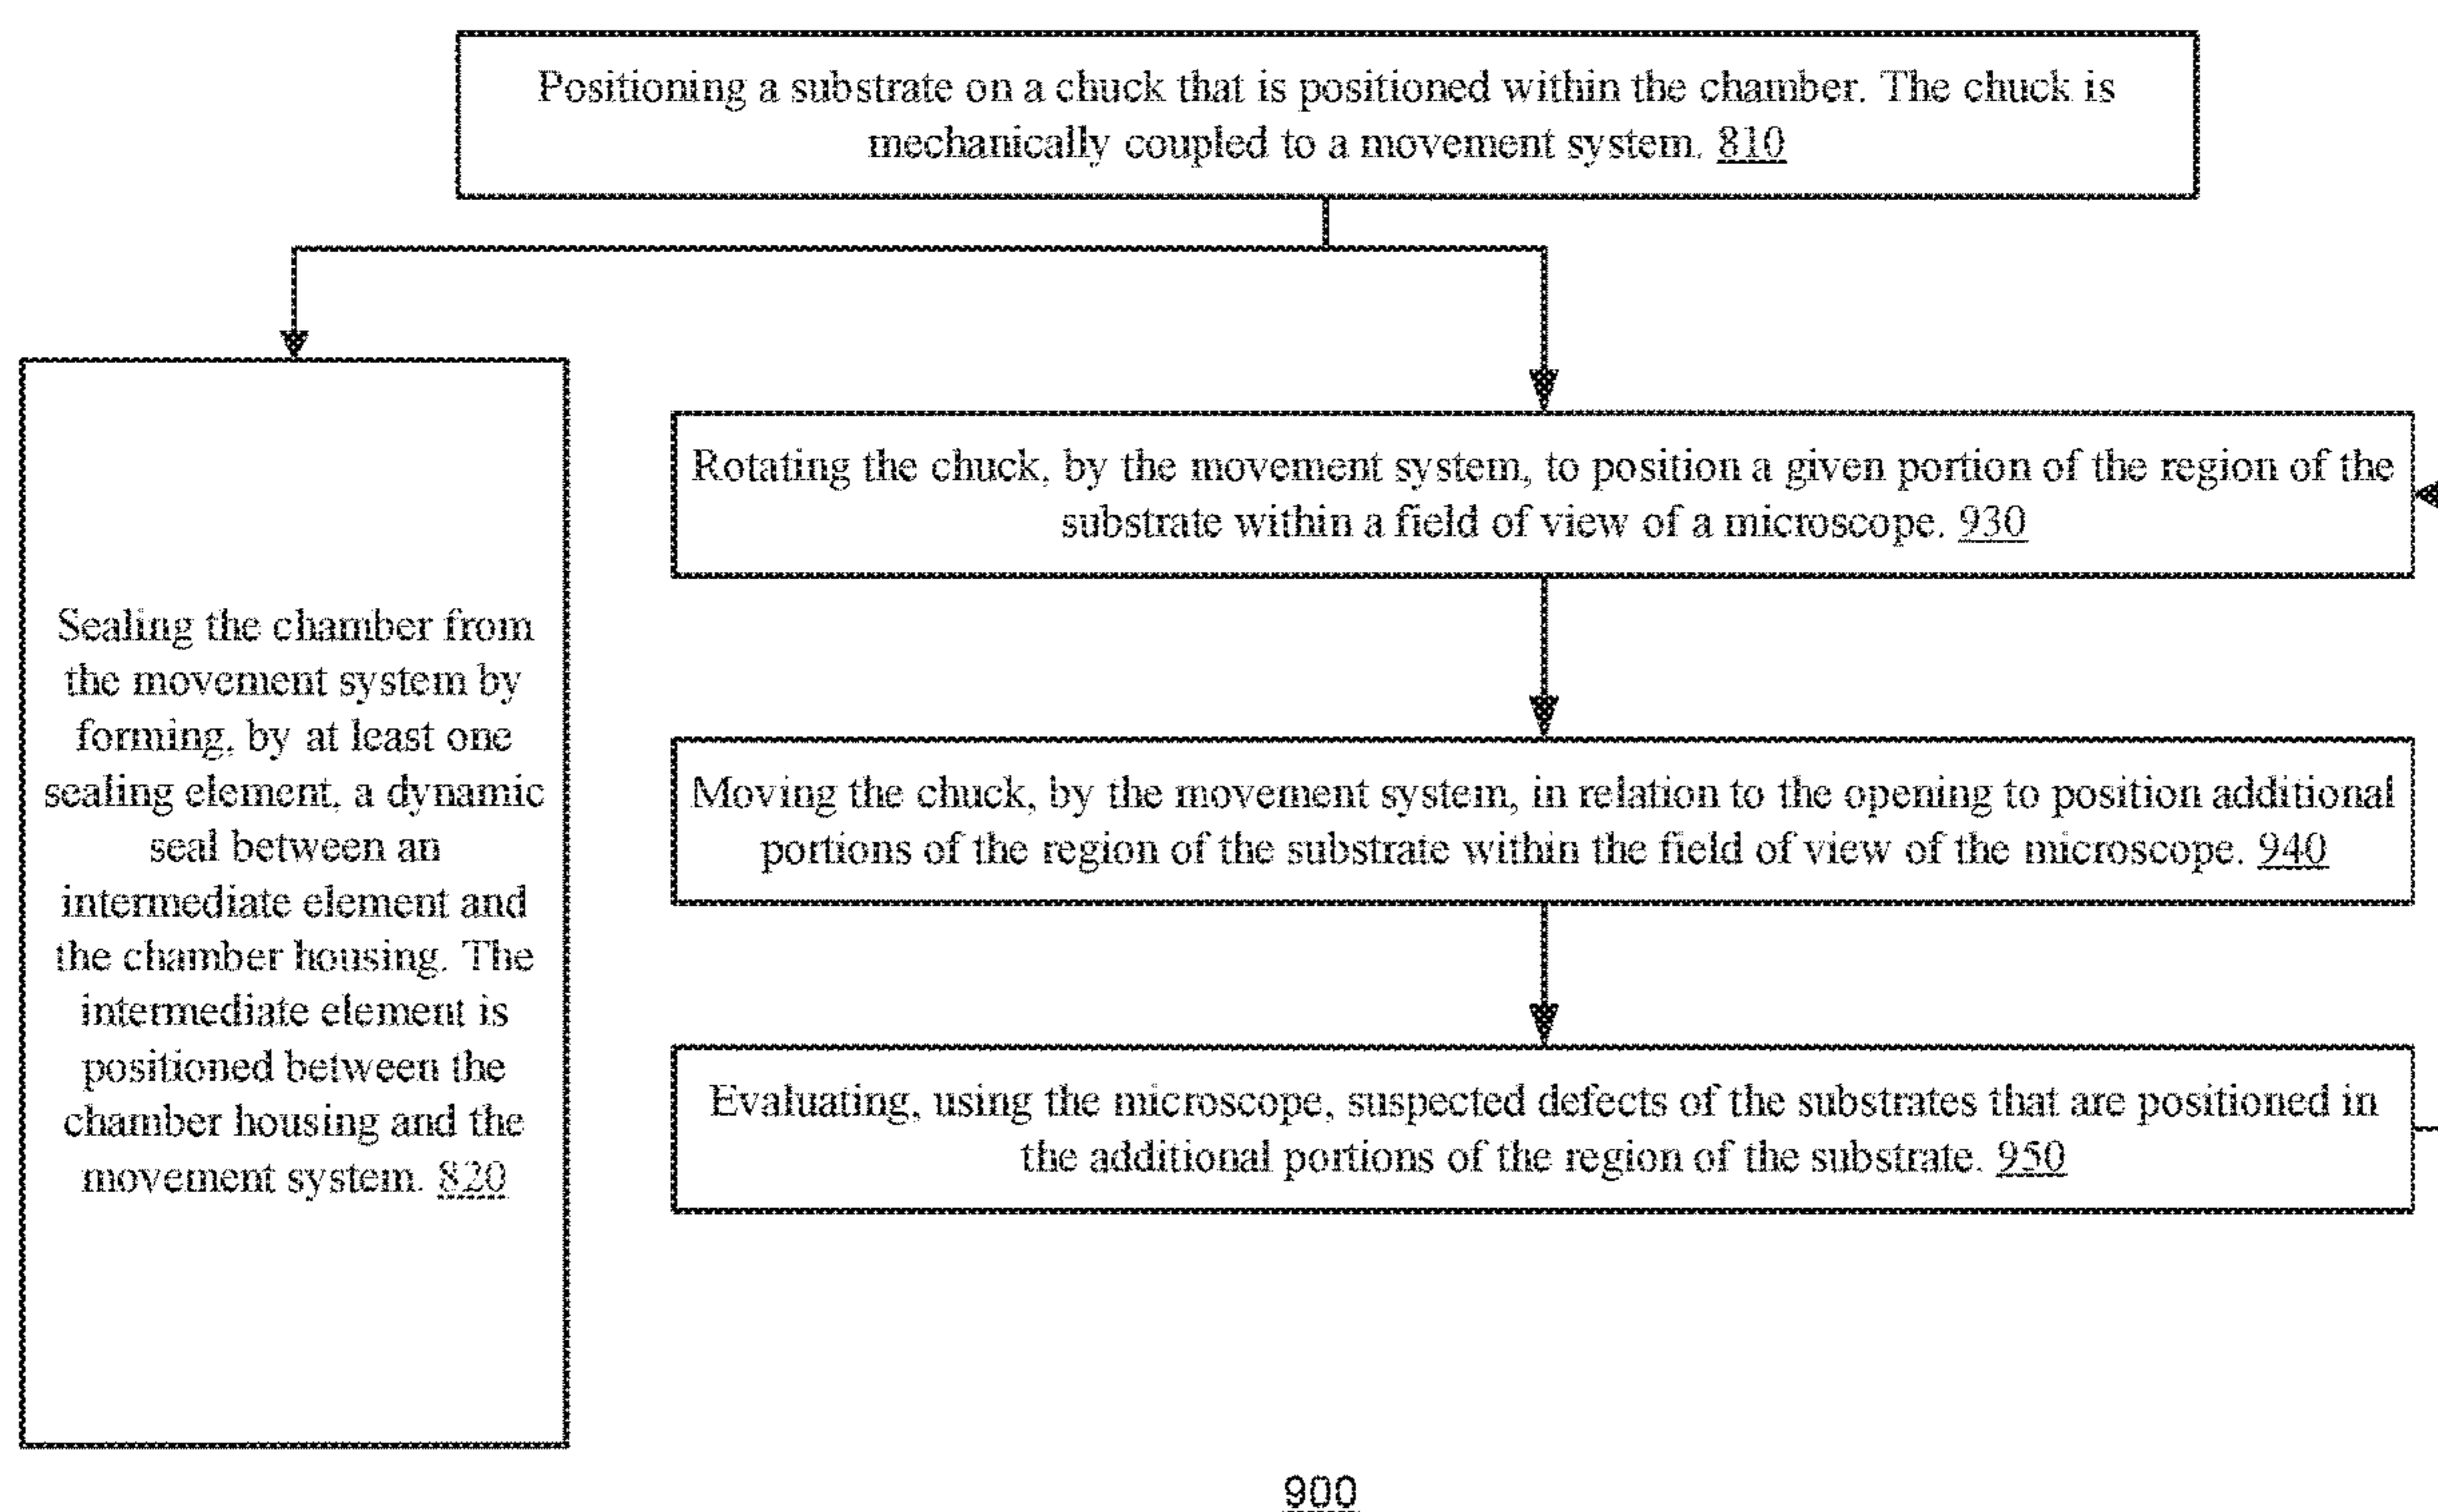 Positioning a substrate on a chuck that is positioned within the chamber. The chuck is
mechanically coupled to a movement system. 810
Sealing the chamber from
the movement system by
forming, by at least one
sealing element, a dynamic
seal between an
intermediate element and
the chamber housing. The
intermediate element is
positioned between the
chamber housing and the
movement system. 820
Rotating the chuck, by the movement system, to position a given portion of the region of the
substrate within a field of view of a microscope. 930
Moving the chuck, by the movement system, in relation to the opening to position additional
portions of the region of the substrate within the field of view of the microscope. 940
Evaluating, using the microscope, suspected defects of the substrates that are positioned in
the additional portions of the region of the substrate. 950
900